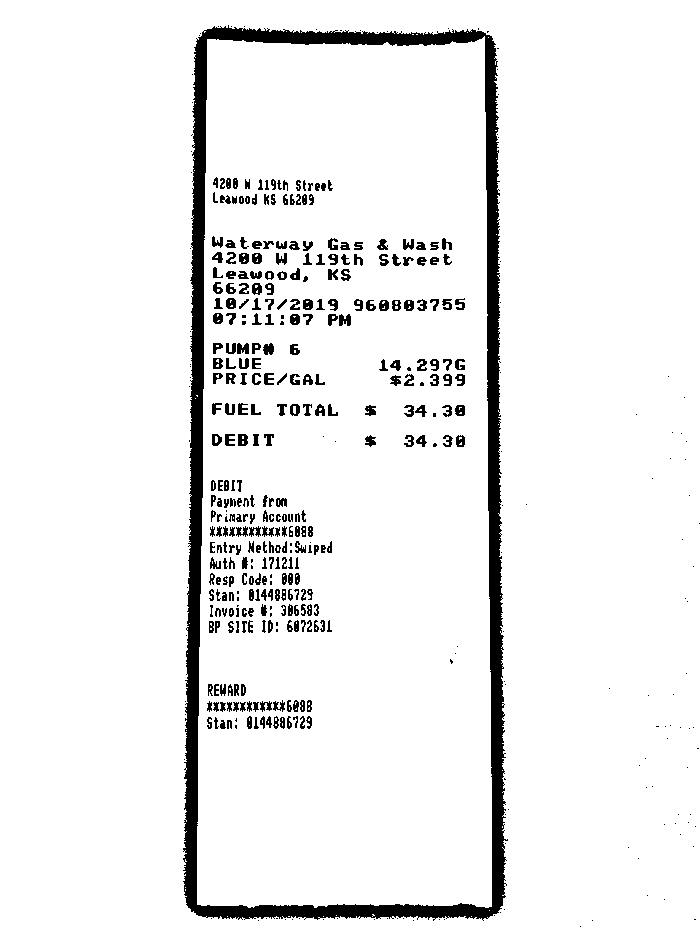 4200 W 119th Street
Leawood KS 66209
Waterway Gas & Wash
4200 W 119th Street
Leawood, KS
66209
10/17/2019 960803755
07:11:07 PM
PUMP# 6
BLUE 14.297G
PRICE/GAL $2.399
FUEL TOTAL $ 34.30
DEBIT $ 34.30
DEBIT
Payment from
Primary Account
************6088
Entry Method:Swiped
Auth #: 171211
Resp Code: 000
Stan: 0144886729
Invoice #: 306583
BP SITE ID: 6072631
REWARD
************6088
Stan: 0144886729